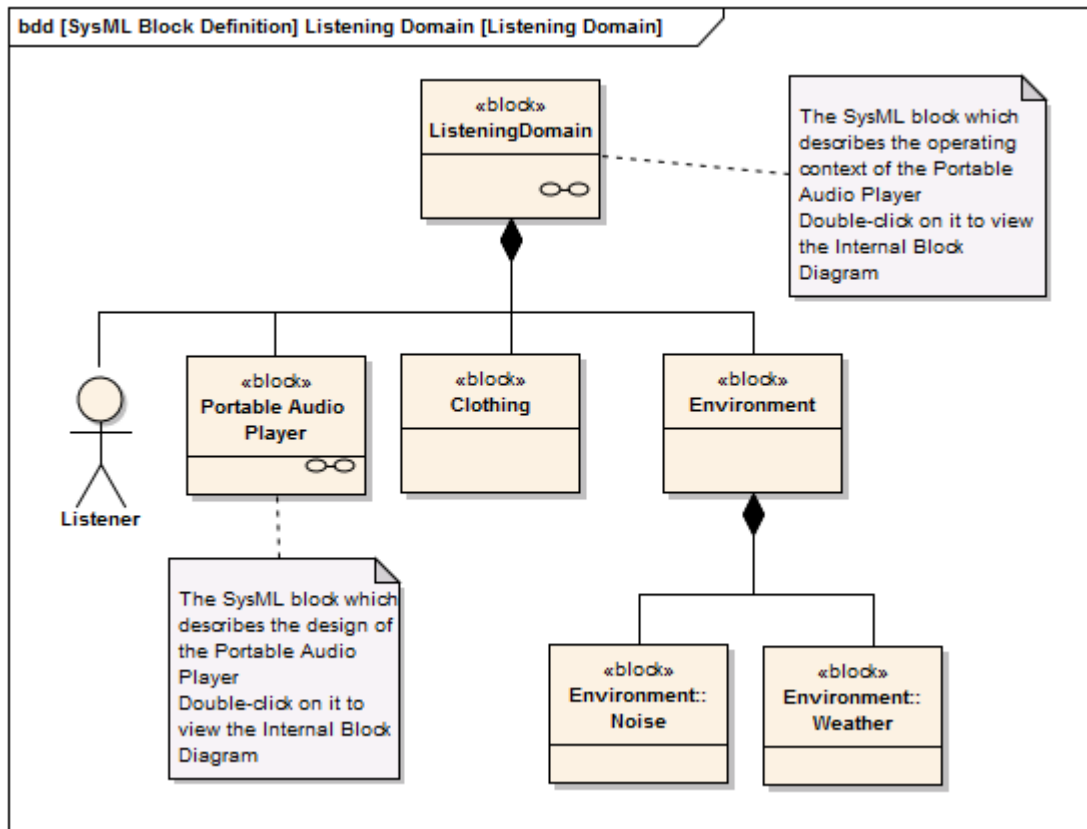 bdd [SysML Block Definition] Listening Domain [Listening Domain]
«block»
ListeningDomain
The SysML block which
describes the operating
context of the Portable
Audio Player
Double-click on it to view
the Internal Block
Diagram
«block»
Portable Audio
Player
«block»
Clothing
«block»
Environment
Listener
The SysML block which
describes the design of
the Portable Audio
Player
Double-click on it to
view the Internal Block
Diagram
«block»
Environment::
Noise
«block»
Environment::
Weather